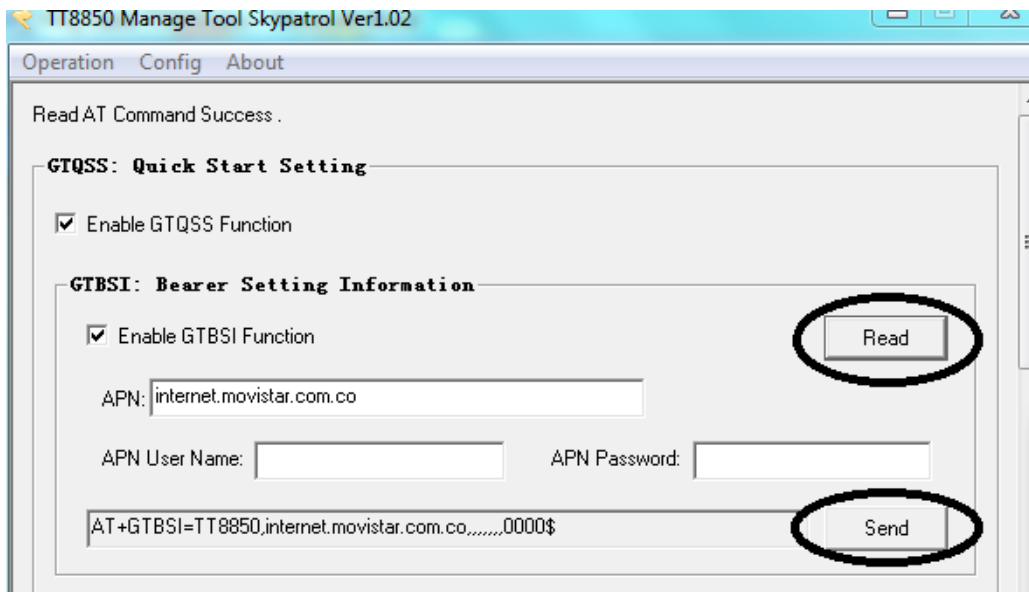 TT8850 Manage Tool Skypatrol Ver1.02
Operation Config About
Read AT Command Success .
GTQSS: Quick Start Setting
Enable GTQSS Function
GTBSI: Bearer Setting Information
Enable GTBSI Function
Read
APN: internet.movistar.com.co
APN User Name: APN Password:
AT+GTBSI=TT8850,internet.movistar.com.co,,,,,,,0000$
Send